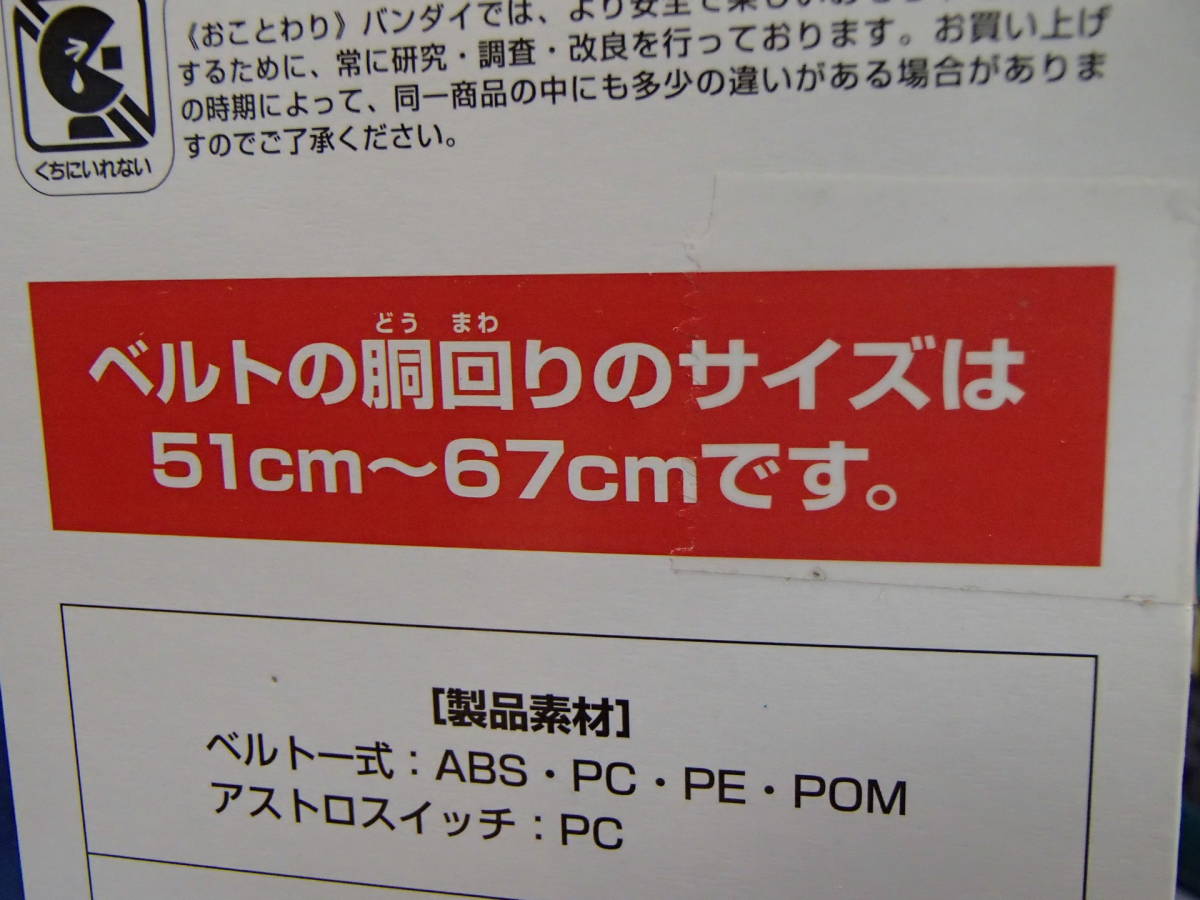 《おことわり》バンダイでは、より安全で楽しいお
するために、常に研究・調査・改良を行っております。お買い上げ
の時期によって、同一商品の中にも多少の違いがある場合がありま
すのでご了承ください。
くちにいれない
どう まわ
ベルトの胴回りのサイズは
51cm〜67cmです。
[製品素材]
ベルト一式：ABS・PC・PE・POM
アストロスイッチ：PC